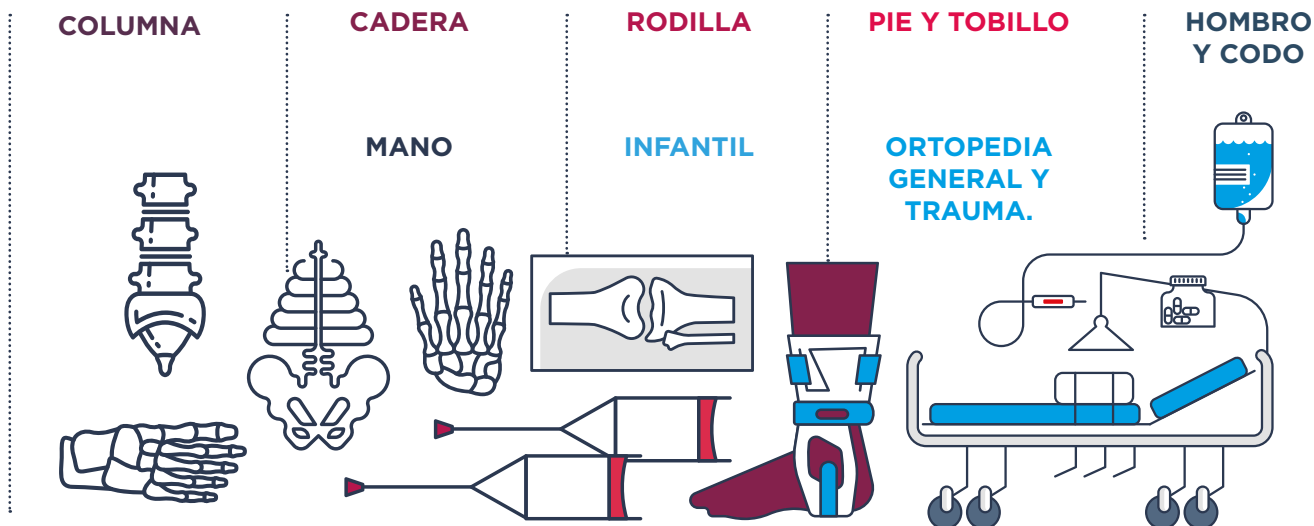 COLUMNA
CADERA
RODILLA
PIE Y TOBILLO
HOMBRO
Y CODO
MANO
INFANTIL
ORTOPEDIA
GENERAL Y
TRAUMA.